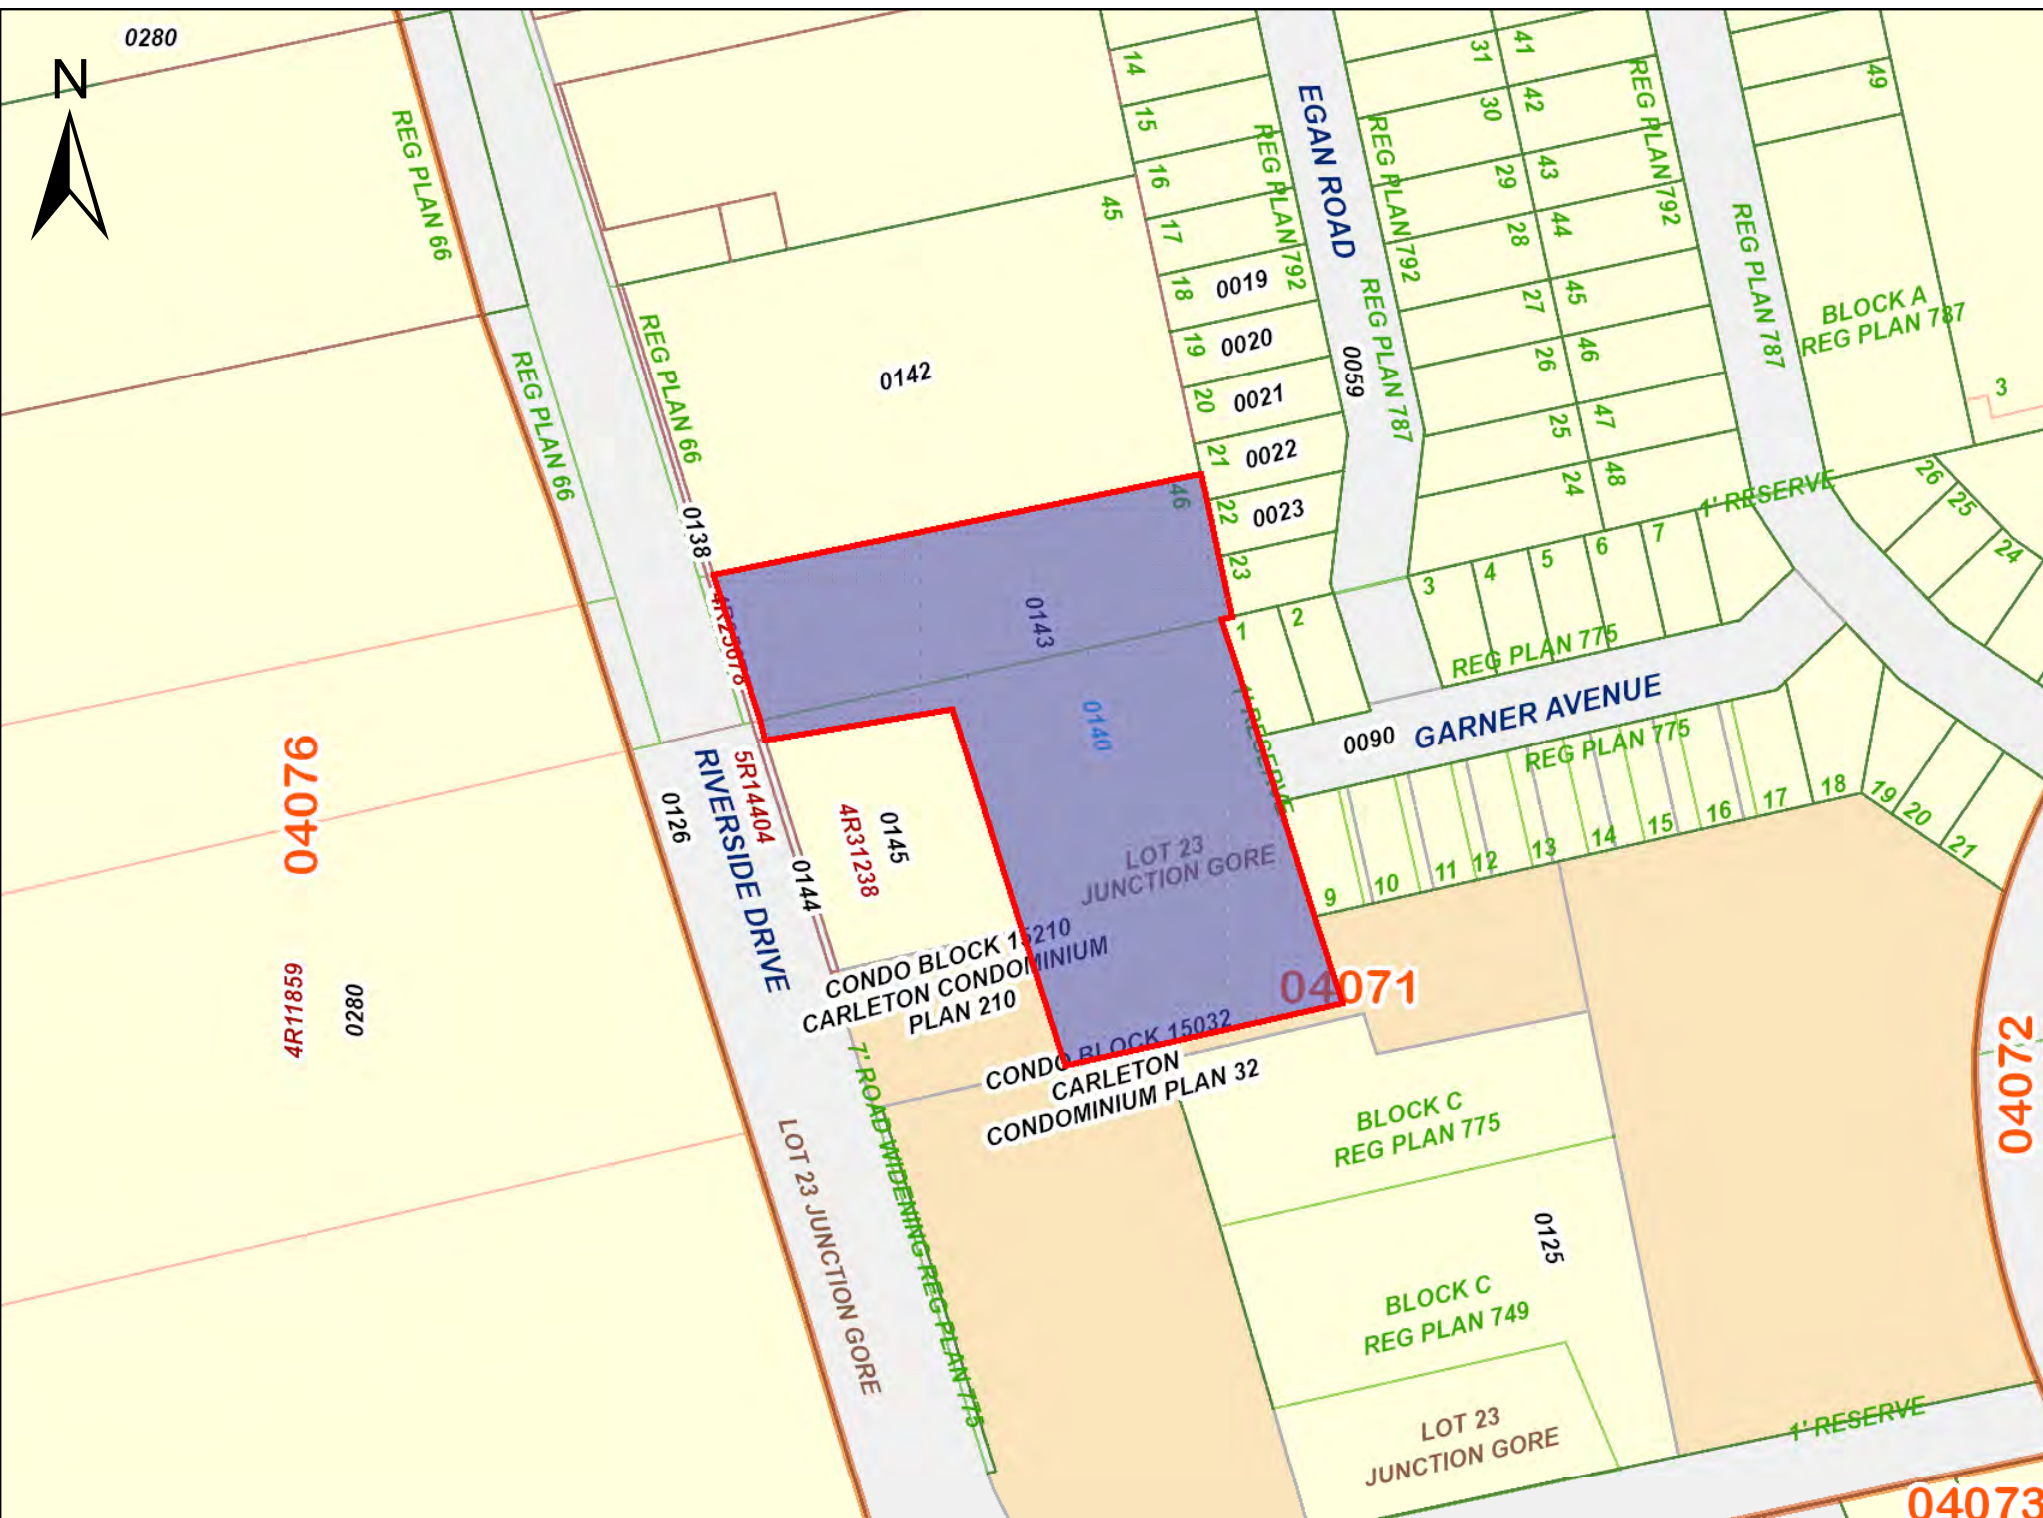 0280
N
REG PLAN 66
REG PLAN 66
REG PLAN 66
14
15
16
17
18
19
20
21
22
23
45
46
0019
0020
0021
0022
0023
EGAN ROAD
REG PLAN 792
REG PLAN 792
REG PLAN 787
0059
31
30
29
28
27
26
25
24
41
42
43
44
45
46
47
48
REG PLAN 792
REG PLAN 787
49
BLOCK A
REG PLAN 787
3
1' RESERVE
26
25
24
0142
0138
4R25678
0143
0140
1
2
3
4
5
6
7
REG PLAN 775
GARNER AVENUE
0090
REG PLAN 775
1' RESERVE
9
10
11
12
13
14
15
16
17
18
19
20
21
04076
0126
RIVERSIDE DRIVE
5R14404
0144
4R31238
0145
LOT 23
JUNCTION GORE
CONDO BLOCK 15210
CARLETON CONDOMINIUM
PLAN 210
CONDO BLOCK 15032
CARLETON
CONDOMINIUM PLAN 32
04071
04072
4R11859
0280
7' ROAD WIDENING REG PLAN 775
LOT 23 JUNCTION GORE
BLOCK C
REG PLAN 775
0125
BLOCK C
REG PLAN 749
LOT 23
JUNCTION GORE
1' RESERVE
04073